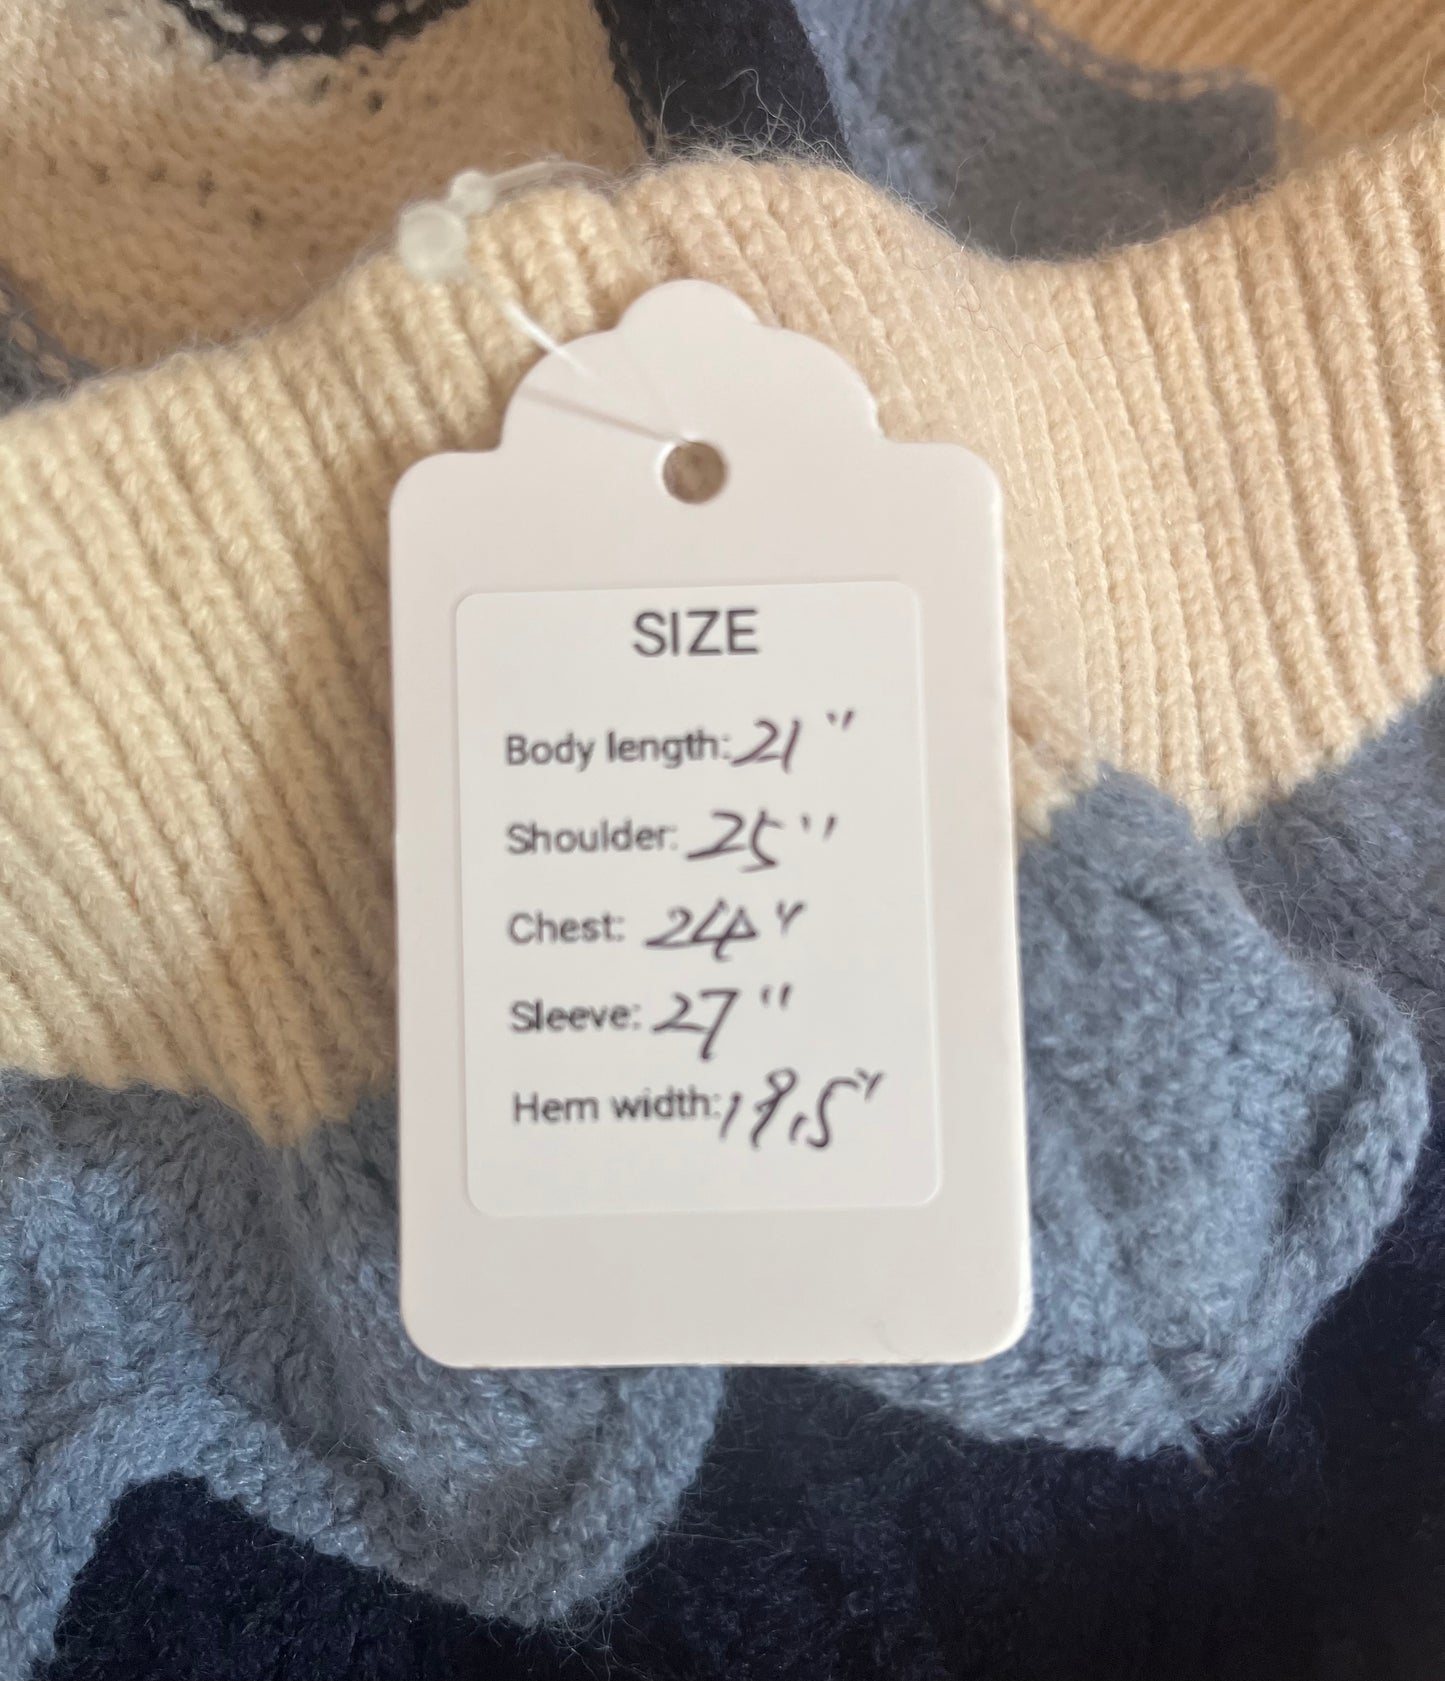 SIZE
Body length: 21"
Shoulder: 25"
Chest: 24"
Sleeve: 27"
Hem width: 19.5"